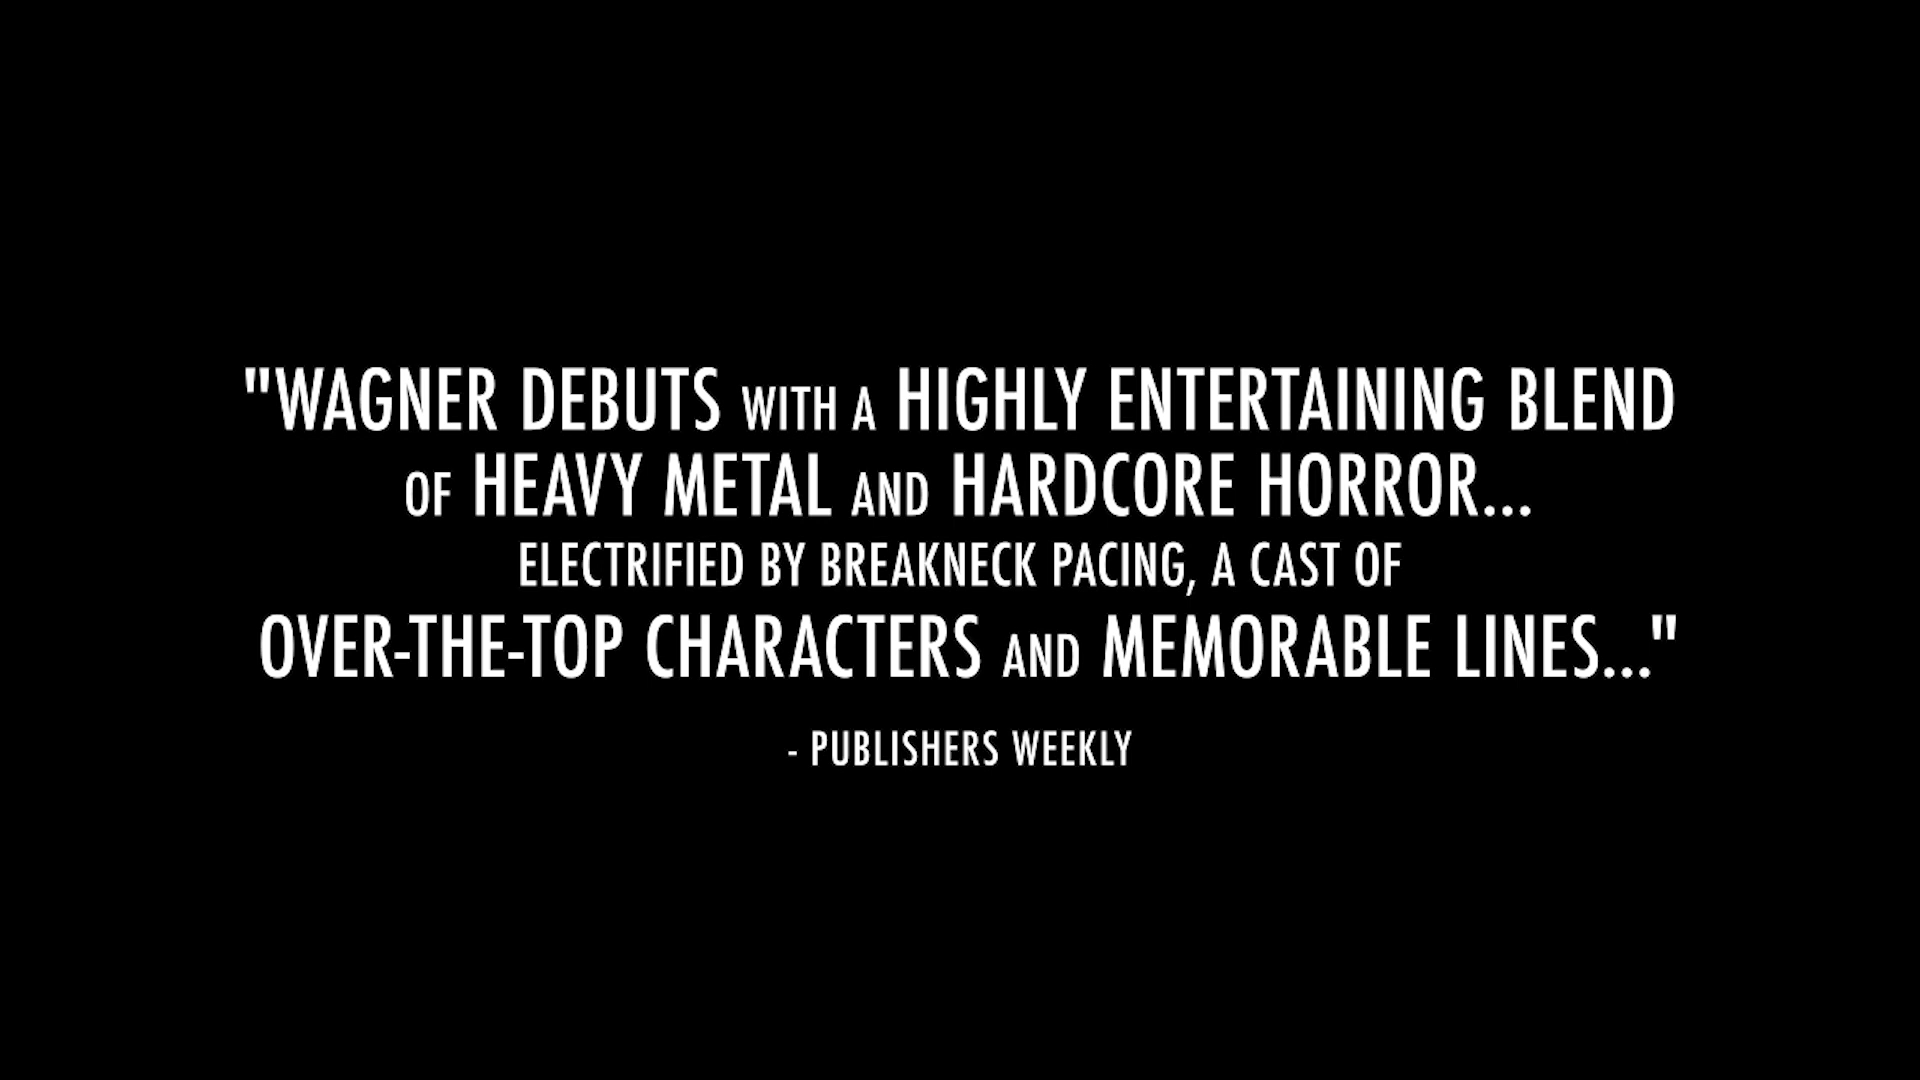 "WAGNER DEBUTS WITH A HIGHLY ENTERTAINING BLEND
OF HEAVY METAL AND HARDCORE HORROR...
ELECTRIFIED BY BREAKNECK PACING, A CAST OF
OVER-THE-TOP CHARACTERS AND MEMORABLE LINES..."
- PUBLISHERS WEEKLY